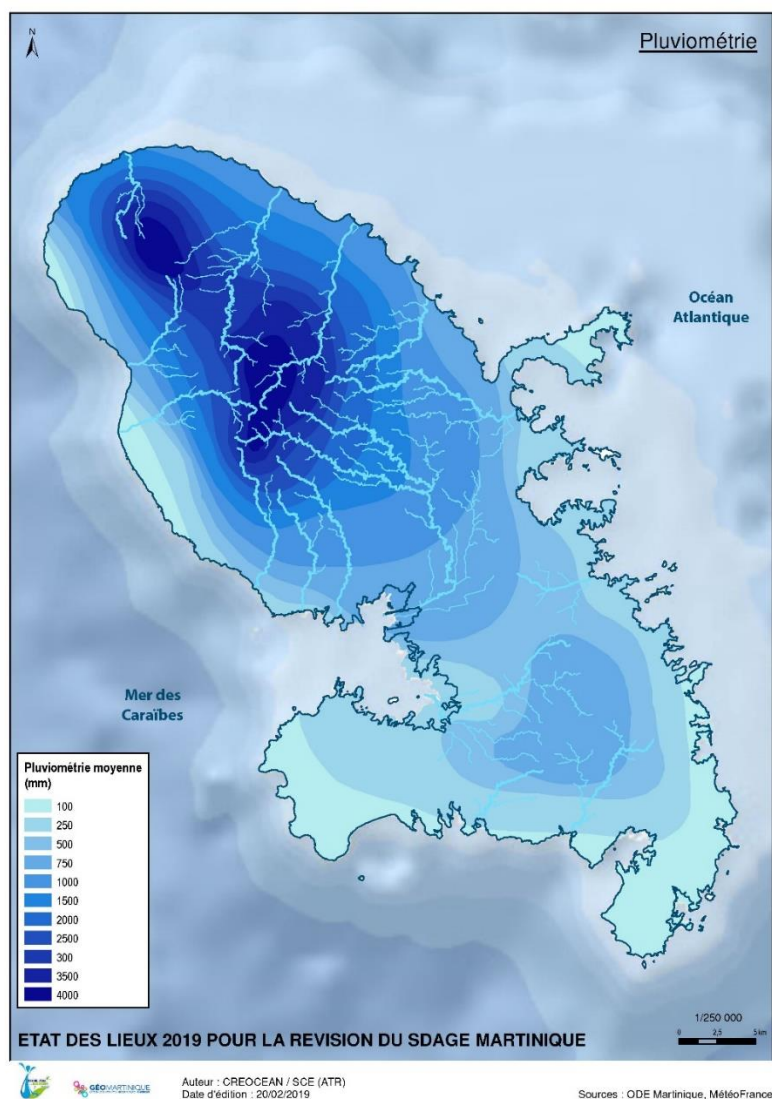 N
Pluviométrie
Océan
Atlantique
Mer des
Caraïbes
Pluviométrie moyenne
(mm)
100
250
500
750
1000
1500
2000
2500
300
3500
4000
1/250 000
0 2,5 5km
ETAT DES LIEUX 2019 POUR LA REVISION DU SDAGE MARTINIQUE
GÉOMARTINIQUE
Auteur : CREOCEAN / SCE (ATR)
Date d'édition : 20/02/2019
Sources : ODE Martinique, MétéoFrance